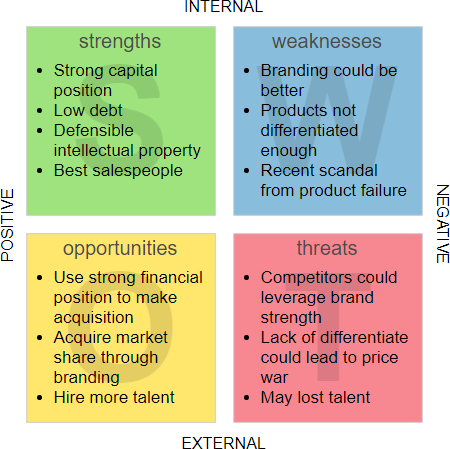 INTERNAL
strengths
S
• Strong capital
position
• Low debt
• Defensible
intellectual property
• Best salespeople
weaknesses
W
• Branding could be
better
• Products not
differentiated
enough
• Recent scandal
from product failure
POSITIVE
NEGATIVE
opportunities
O
• Use strong financial
position to make
acquisition
• Acquire market
share through
branding
• Hire more talent
threats
T
• Competitors could
leverage brand
strength
• Lack of differentiate
could lead to price
war
• May lost talent
EXTERNAL